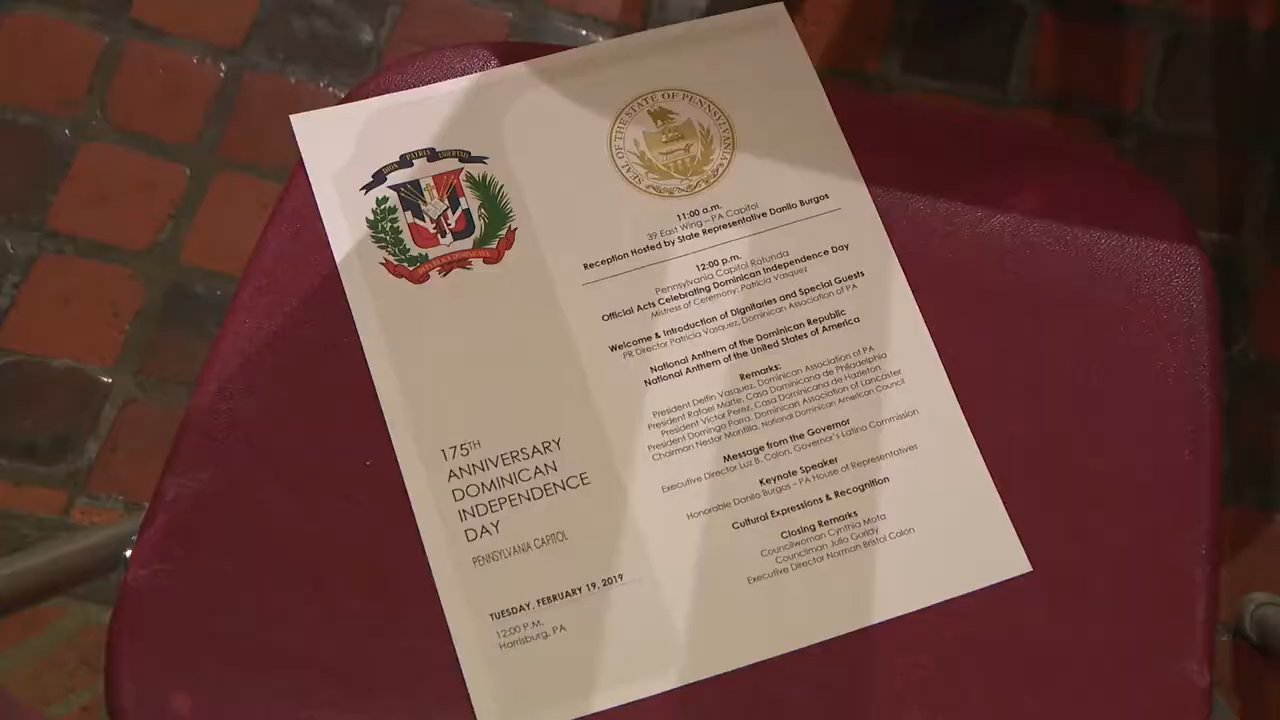 DIOS PATRIA LIBERTAD
REPUBLICA DOMINICANA
175TH
ANNIVERSARY
DOMINICAN
INDEPENDENCE
DAY
PENNSYLVANIA CAPITOL
TUESDAY, FEBRUARY 19, 2019
12:00 P.M.
Harrisburg, PA
SEAL OF THE STATE OF PENNSYLVANIA
11:00 a.m.
39 East Wing – PA Capitol
Reception Hosted by State Representative Danilo Burgos
12:00 p.m.
Pennsylvania Capitol Rotunda
Official Acts Celebrating Dominican Independence Day
Mistress of Ceremony: Patricia Vasquez
Welcome & Introduction of Dignitaries and Special Guests
PR Director Patricia Vasquez, Dominican Association of PA
National Anthem of the Dominican Republic
National Anthem of the United States of America
Remarks:
President Delfin Vasquez, Dominican Association of PA
President Rafael Marte, Casa Dominicana de Philadelphia
President Victor Perez, Casa Dominicana de Hazleton
President Domingo Parra, Dominican Association of Lancaster
Chairman Nestor Montilla, National Dominican American Council
Message from the Governor
Executive Director Luz B. Colon, Governor's Latino Commission
Keynote Speaker
Honorable Danilo Burgos – PA House of Representatives
Cultural Expressions & Recognition
Closing Remarks
Councilwoman Cynthia Mota
Councilman Julio Guridy
Executive Director Norman Bristol Colon